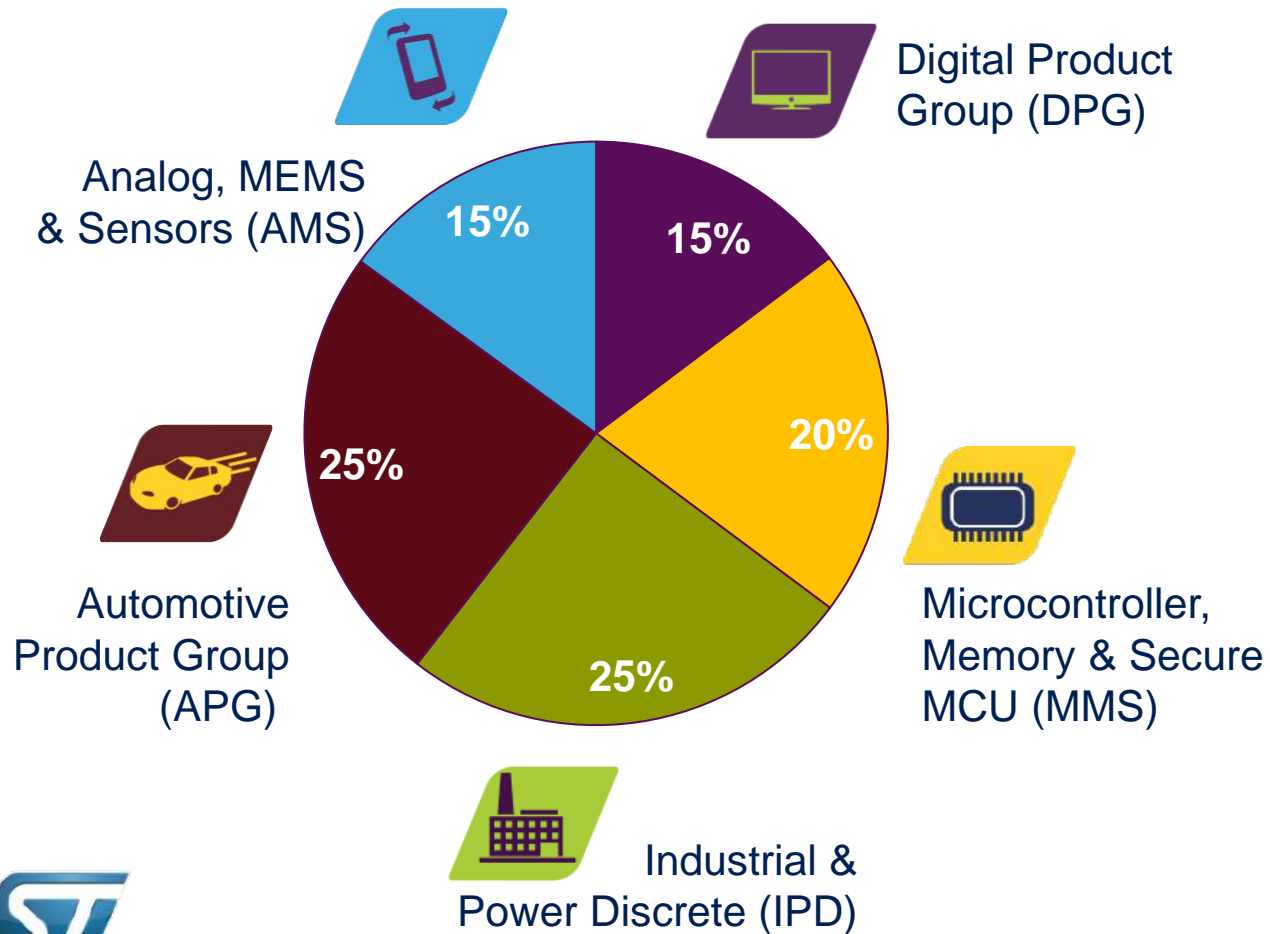 Digital Product
Group (DPG)
Analog, MEMS
& Sensors (AMS)
15%
15%
20%
25%
25%
Automotive
Product Group
(APG)
Microcontroller,
Memory & Secure
MCU (MMS)
Industrial &
Power Discrete (IPD)
ST